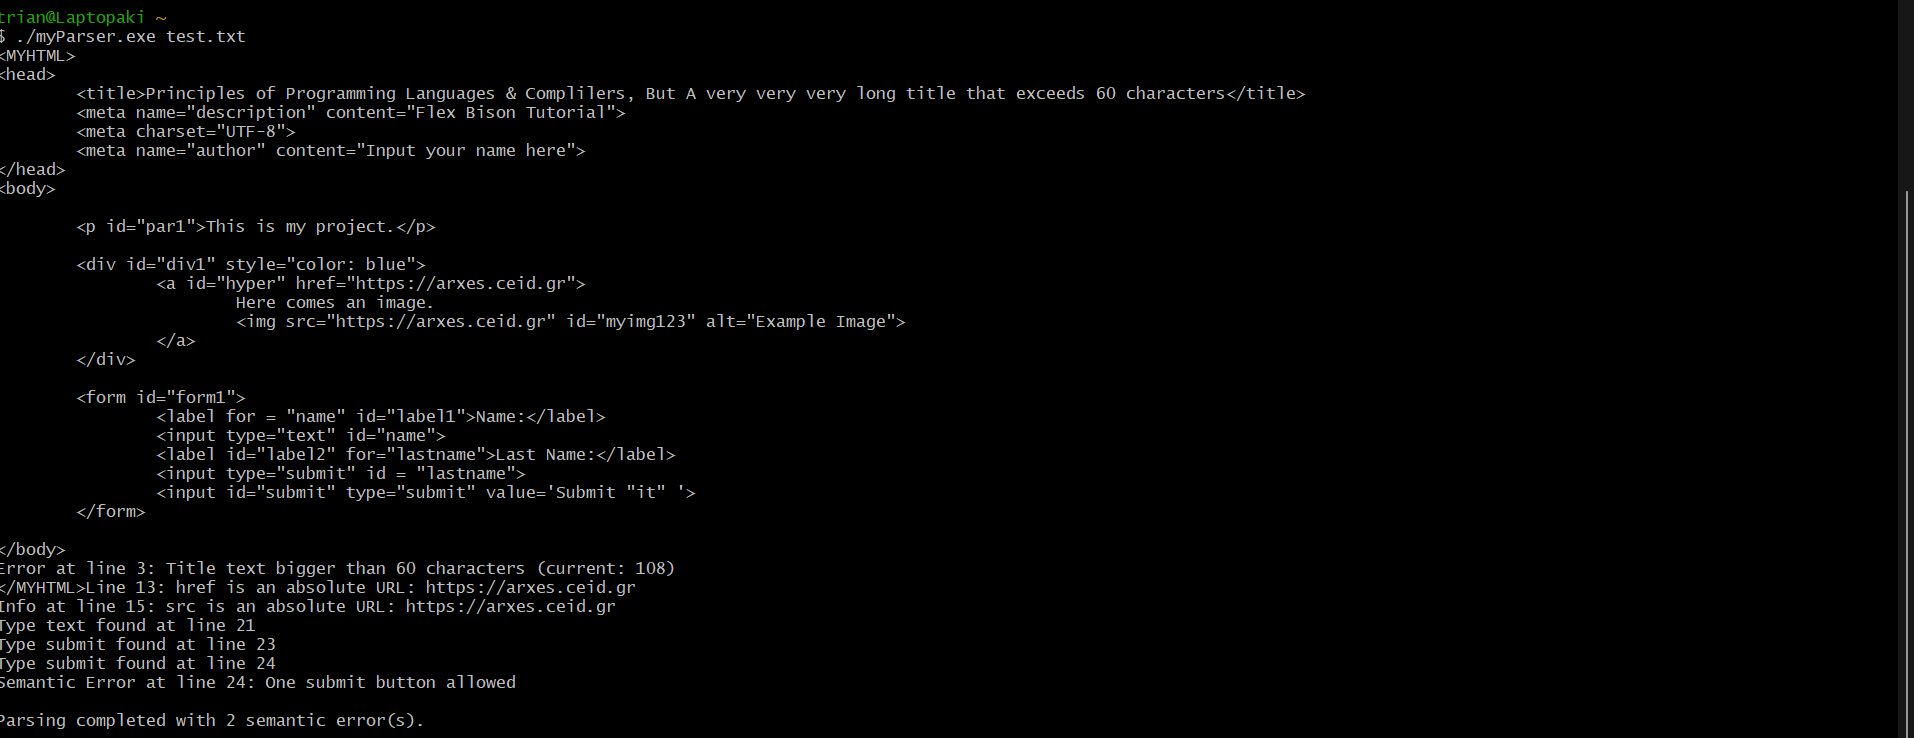 trian@Laptopaki ~
$ ./myParser.exe test.txt
<MYHTML>
<head>
        <title>Principles of Programming Languages & Complilers, But A very very very long title that exceeds 60 characters</title>
        <meta name="description" content="Flex Bison Tutorial">
        <meta charset="UTF-8">
        <meta name="author" content="Input your name here">
</head>
<body>

        <p id="par1">This is my project.</p>

        <div id="div1" style="color: blue">
                <a id="hyper" href="https://arxes.ceid.gr">
                        Here comes an image.
                        <img src="https://arxes.ceid.gr" id="myimg123" alt="Example Image">
                </a>
        </div>

        <form id="form1">
                <label for = "name" id="label1">Name:</label>
                <input type="text" id="name">
                <label id="label2" for="lastname">Last Name:</label>
                <input type="submit" id = "lastname">
                <input id="submit" type="submit" value='Submit "it" '>
        </form>

</body>
Error at line 3: Title text bigger than 60 characters (current: 108)
</MYHTML>Line 13: href is an absolute URL: https://arxes.ceid.gr
Info at line 15: src is an absolute URL: https://arxes.ceid.gr
Type text found at line 21
Type submit found at line 23
Type submit found at line 24
Semantic Error at line 24: One submit button allowed

Parsing completed with 2 semantic error(s).